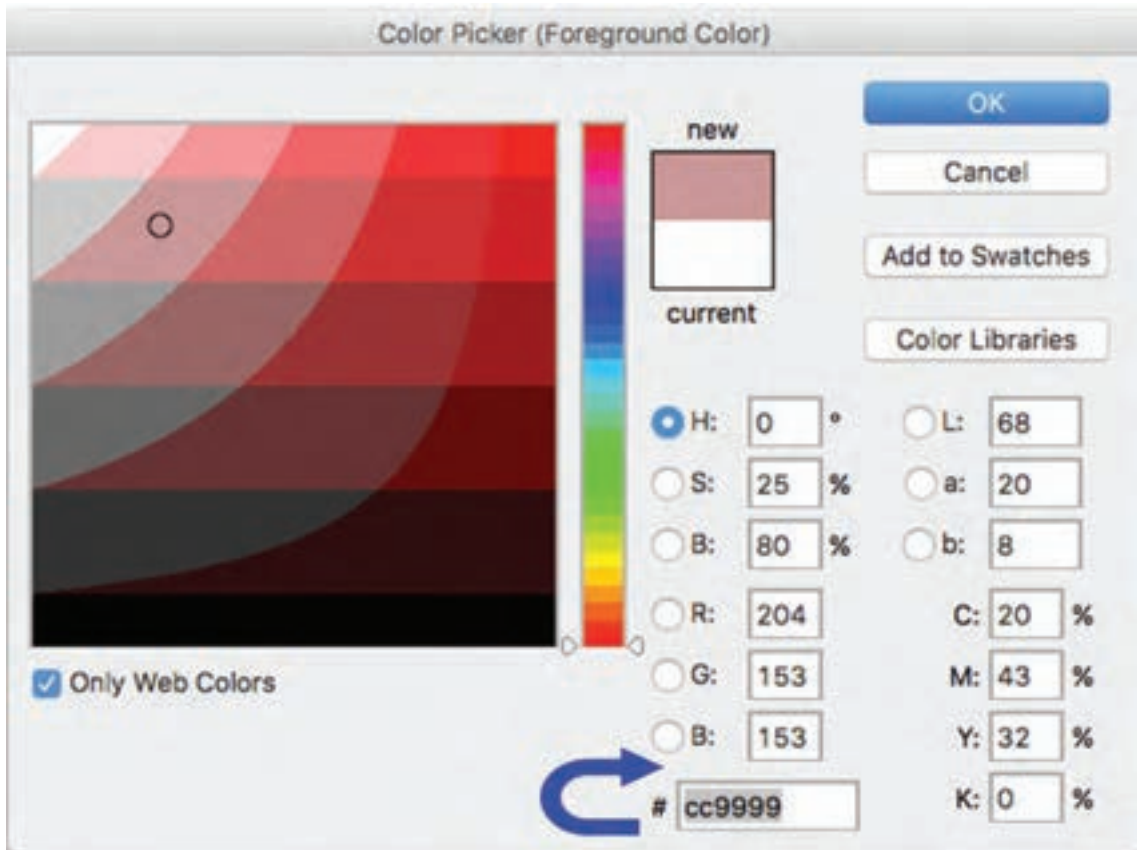 Color Picker (Foreground Color)
OK
new
Cancel
Add to Swatches
current
Color Libraries
H: 0 °
L: 68
S: 25 %
a: 20
B: 80 %
b: 8
R: 204
C: 20 %
Only Web Colors
G: 153
M: 43 %
B: 153
Y: 32 %
# cc9999
K: 0 %